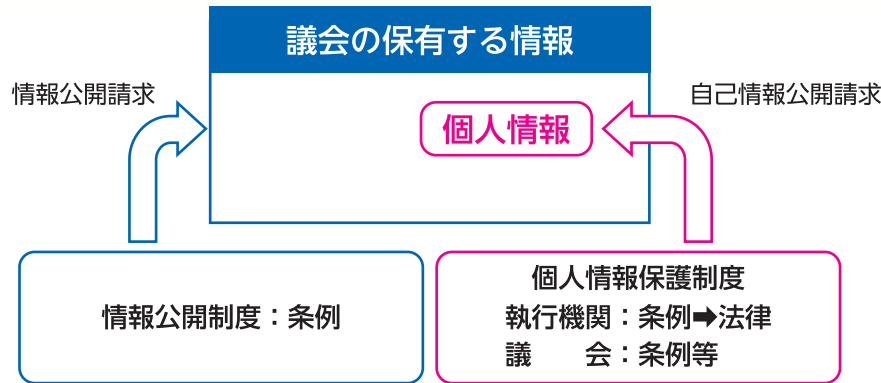 議会の保有する情報
情報公開請求
自己情報公開請求
個人情報
情報公開制度：条例
個人情報保護制度
執行機関：条例➡法律
議　　会：条例等